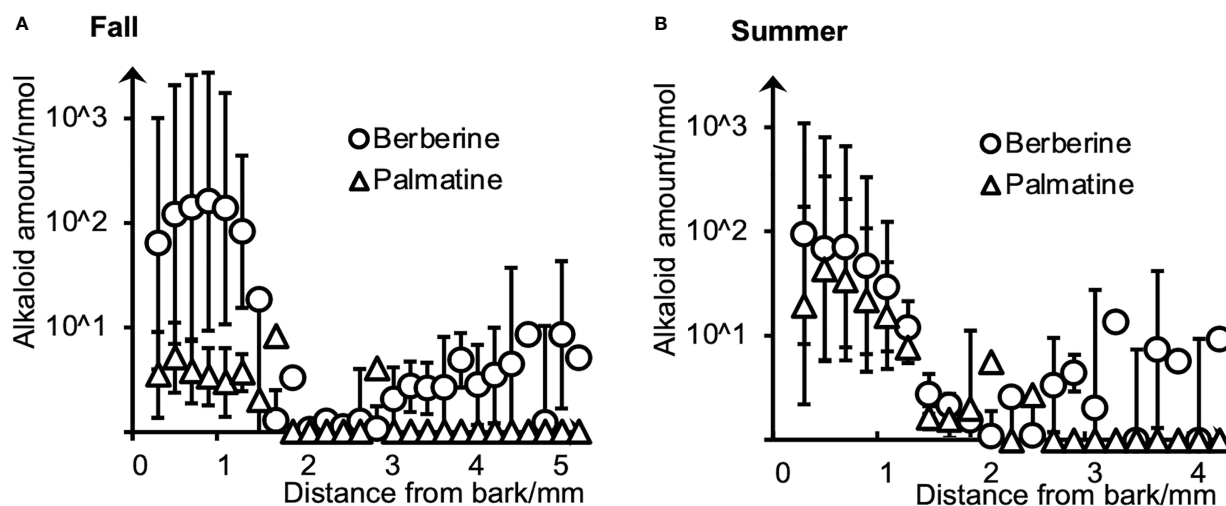 A
Fall
Alkaloid amount/nmol
10^3
10^2
10^1
Berberine
Palmatine
0 1 2 3 4 5
Distance from bark/mm
B
Summer
Alkaloid amount/nmol
10^3
10^2
10^1
Berberine
Palmatine
0 1 2 3 4
Distance from bark/mm